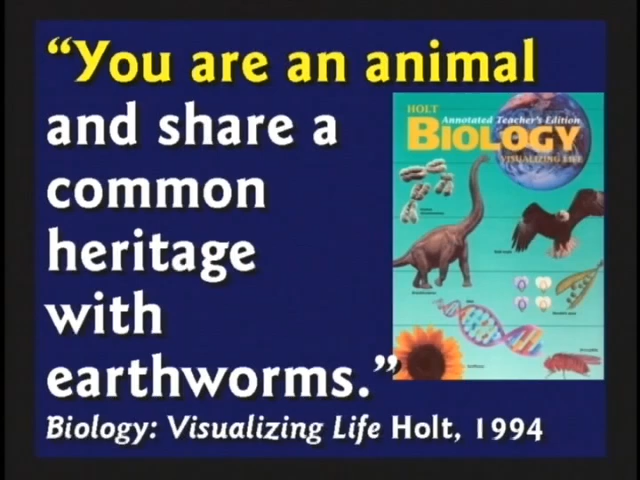 “You are an animal
and share a
common
heritage
with
earthworms.”
Biology: Visualizing Life Holt, 1994
HOLT
Annotated Teacher's Edition
BIOLOGY
VISUALIZING LIFE